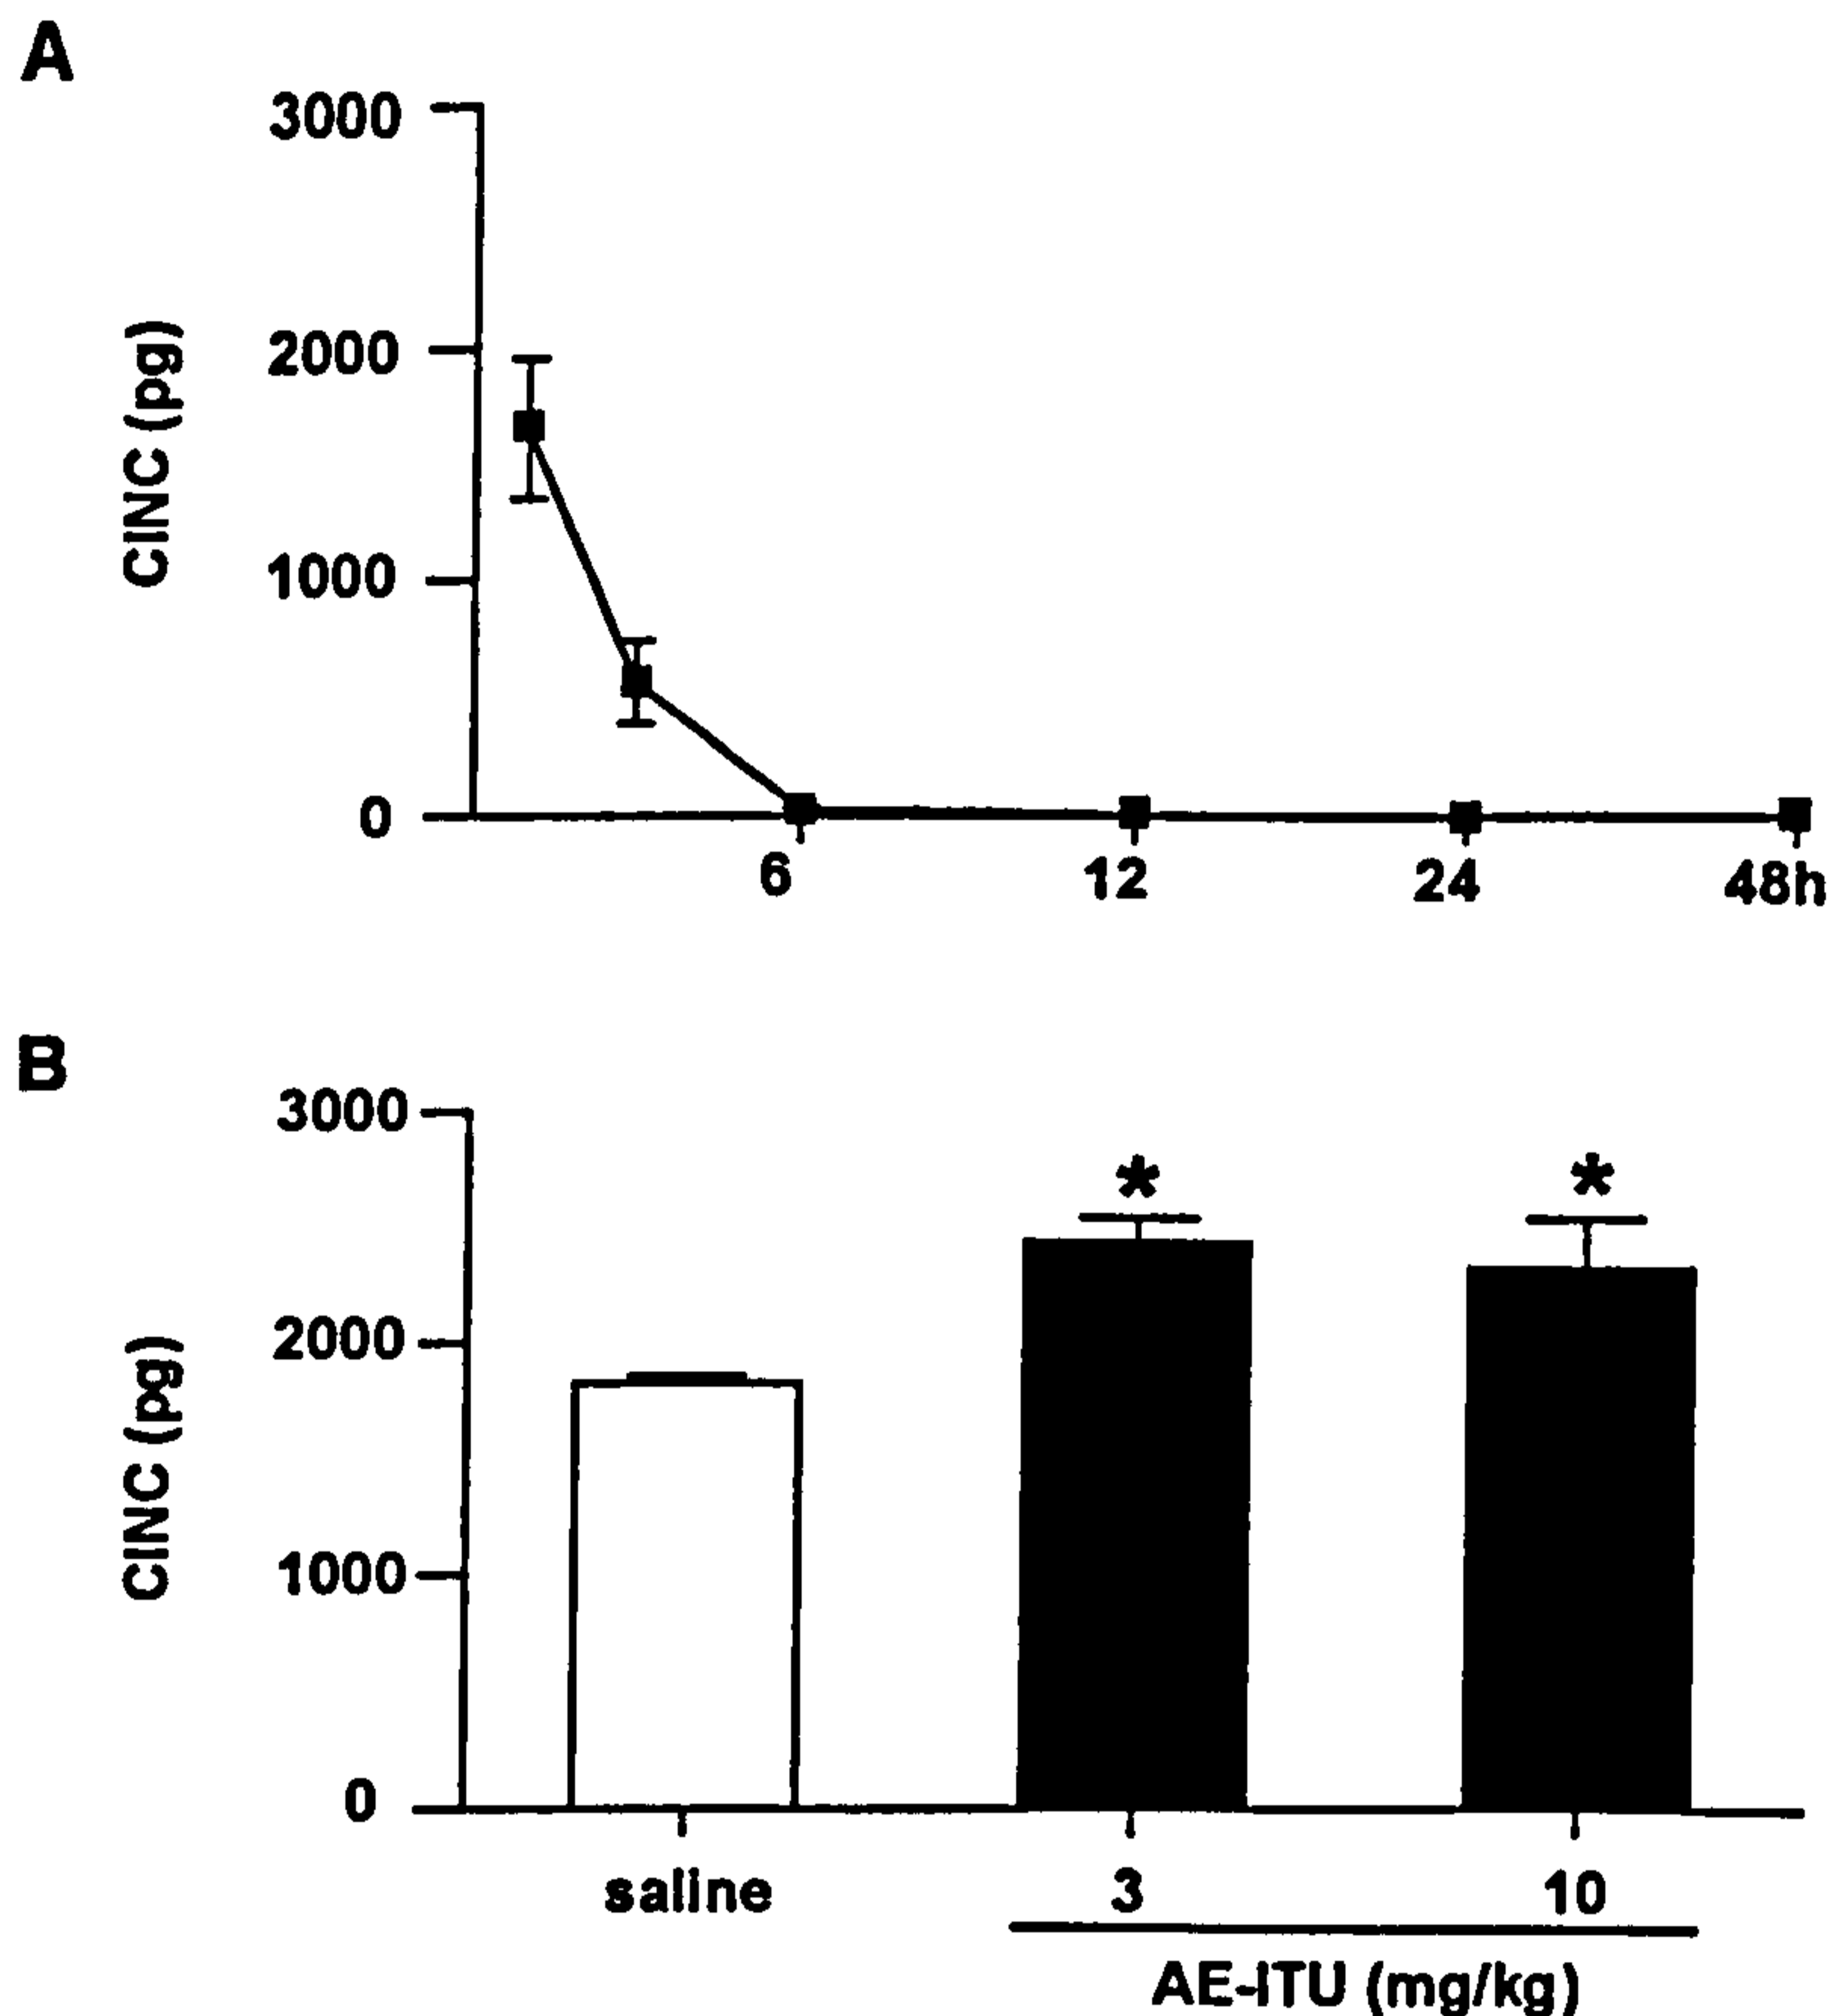 A
3000
2000
CINC (pg)
1000
0
6 12 24 48h
B
3000
*
*
2000
CINC (pg)
1000
0
saline 3 10
AE-ITU (mg/kg)